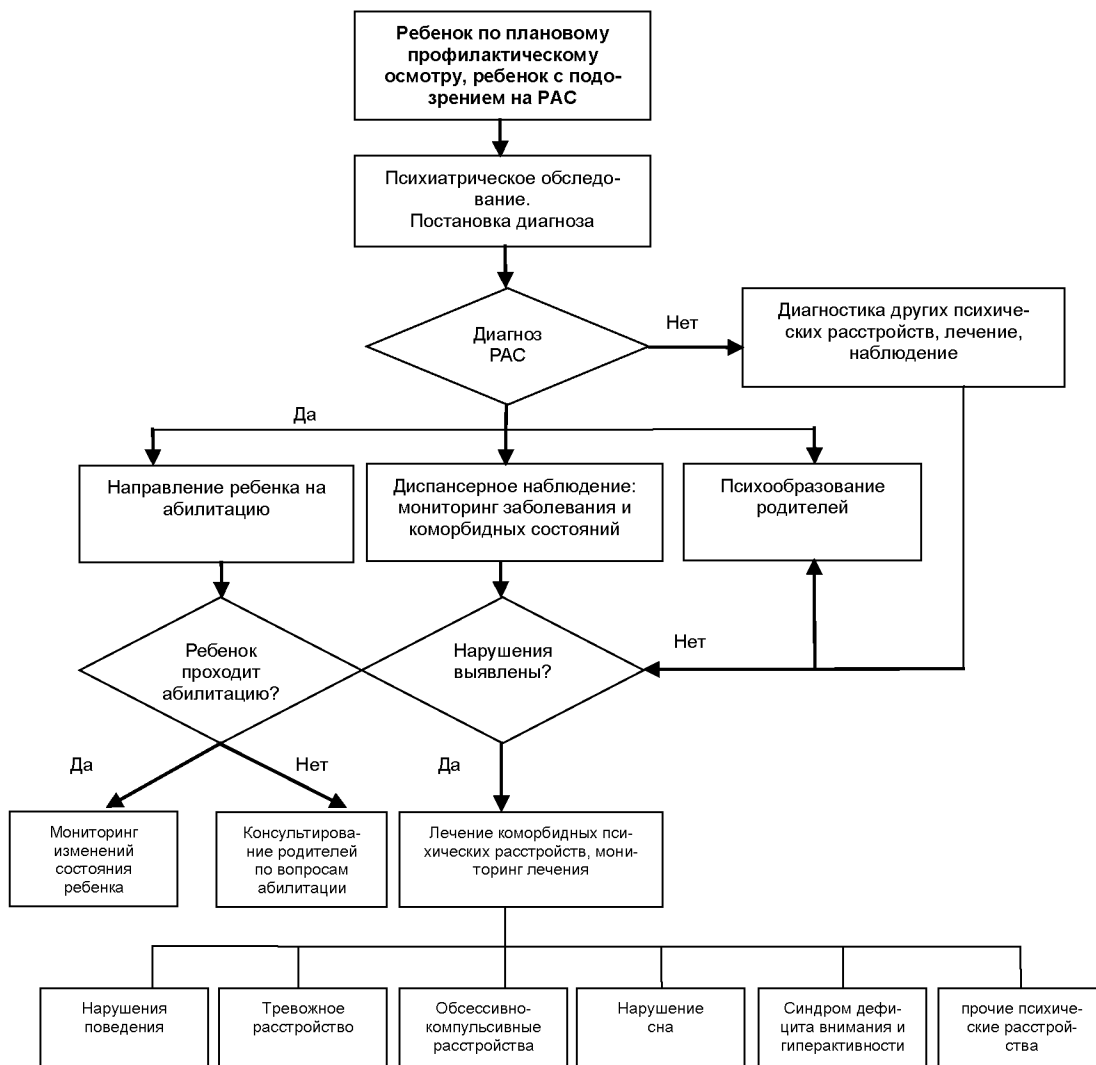 Ребенок по плановому
профилактическому
осмотру, ребенок с подо-
зрением на РАС
Психиатрическое обследо-
вание.
Постановка диагноза
Диагноз
РАС
Нет
Диагностика других психиче-
ских расстройств, лечение,
наблюдение
Да
Направление ребенка на
абилитацию
Диспансерное наблюдение:
мониторинг заболевания и
коморбидных состояний
Психообразование
родителей
Ребенок
проходит
абилитацию?
Нарушения
выявлены?
Нет
Да
Нет
Да
Мониторинг
изменений
состояния
ребенка
Консультирова-
ние родителей
по вопросам
абилитации
Лечение коморбидных пси-
хических расстройств, мони-
торинг лечения
Нарушения
поведения
Тревожное
расстройство
Обсессивно-
компульсивные
расстройства
Нарушение
сна
Синдром дефи-
цита внимания и
гиперактивности
прочие психиче-
ские расстрой-
ства